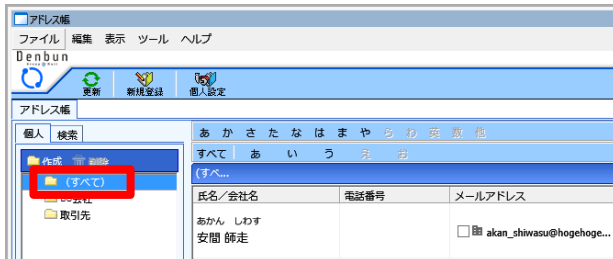 アドレス帳
ファイル 編集 表示 ツール ヘルプ
Denbun
更新 新規登録 個人設定
アドレス帳
個人 検索
あ か さ た な は ま や ら わ 英 数 他
作成 削除
すべて あ い う え お
(すべて)
(すべ...
氏名／会社名 電話番号 メールアドレス
取引先
あかん しわす
安間 師走
akan_shiwasu@hogehoge...